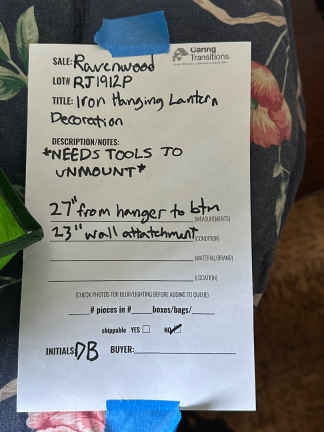 Caring Transitions
SALE: Ravenwood
LOT# RJ1912P
TITLE: Iron Hanging Lantern
Decoration
DESCRIPTION/NOTES:
*NEEDS TOOLS TO
UNMOUNT*
27" from hanger to btm (MEASUREMENTS)
23" wall attatchment (CONDITION)
(MATERIAL/BRAND)
(LOCATION)
(CHECK PHOTOS FOR BLUR/LIGHTING BEFORE ADDING TO QUEUE)
# pieces in # boxes/bags/
shippable YES NO
INITIALS DB BUYER: